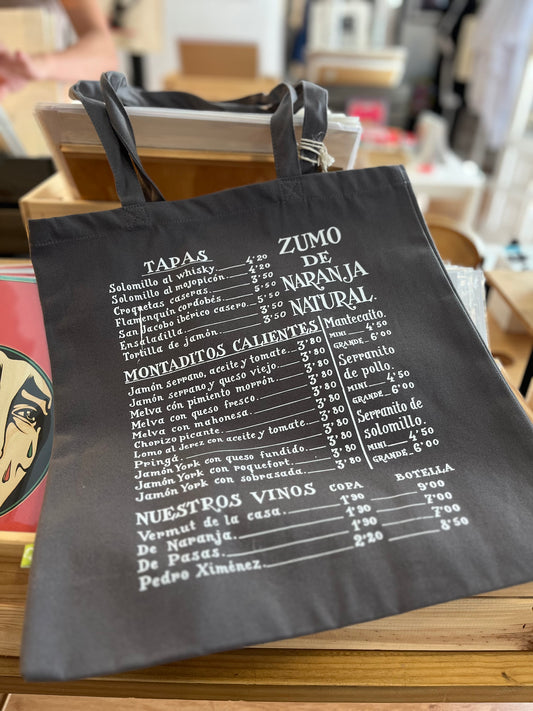 TAPAS
Solomillo al whisky 4'20
Solomillo al mojopicón 4'20
Croquetas caseras 3'50
Flamenquín cordobés 5'50
San Jacobo ibérico casero 5'50
Ensaladilla 3'50
Tortilla de jamón 3'50
ZUMO
DE
NARANJA
NATURAL.
MONTADITOS CALIENTES
Jamón serrano, aceite y tomate 3'80
Jamón serrano y queso viejo 3'80
Melva con pimiento morrón 3'80
Melva con queso fresco 3'80
Melva con mahonesa 3'80
Chorizo picante 3'80
Lomo al Jerez con aceite y tomate 3'80
Pringá 3'80
Jamón York con queso fundido 3'80
Jamón York con roquefort 3'80
Jamón York con sobrasada 3'80
Mantecaito.
MINI 4'50
GRANDE 6'00
Serranito
de pollo.
MINI 4'50
GRANDE 6'00
Serranito de
solomillo.
MINI 4'50
GRANDE 6'00
NUESTROS VINOS COPA BOTELLA
Vermut de la casa. 1'90 9'00
De Naranja. 1'90 7'00
De Pasas. 1'90 7'00
Pedro Ximénez. 2'20 8'50